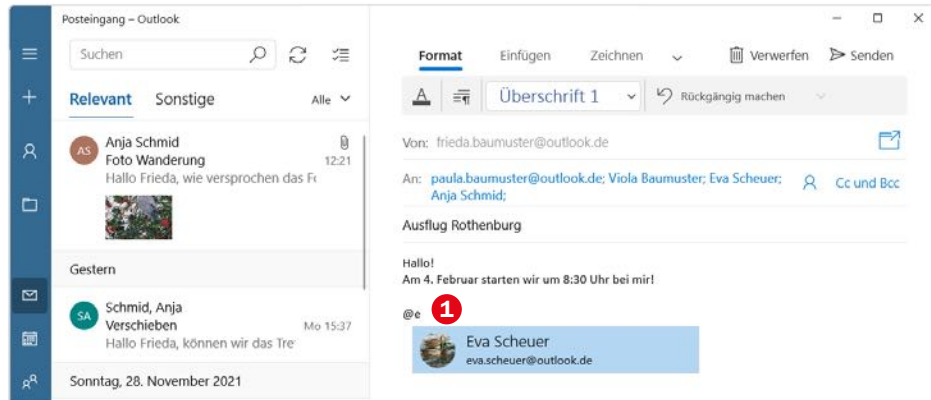 Posteingang – Outlook
Suchen
Relevant Sonstige Alle
AS Anja Schmid
Foto Wanderung 12:21
Hallo Frieda, wie versprochen das Fo
Gestern
SA Schmid, Anja
Verschieben Mo 15:37
Hallo Frieda, können wir das Tre
Sonntag, 28. November 2021
Format Einfügen Zeichnen Verwerfen Senden
A Überschrift 1 Rückgängig machen
Von: frieda.baumuster@outlook.de
An: paula.baumuster@outlook.de; Viola Baumuster; Eva Scheuer; Cc und Bcc
Anja Schmid;
Ausflug Rothenburg
Hallo!
Am 4. Februar starten wir um 8:30 Uhr bei mir!
@e 1
Eva Scheuer
eva.scheuer@outlook.de